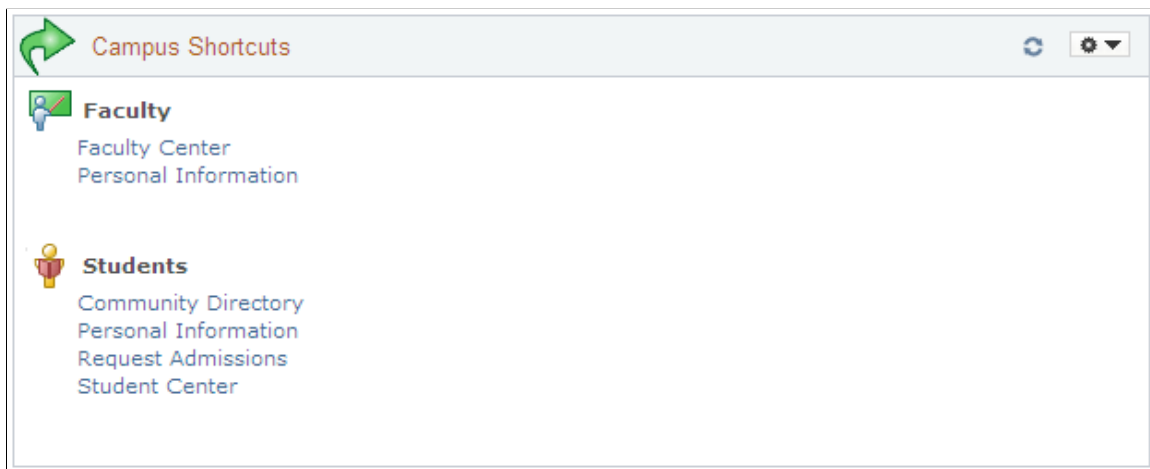 Campus Shortcuts
Faculty
Faculty Center
Personal Information
Students
Community Directory
Personal Information
Request Admissions
Student Center